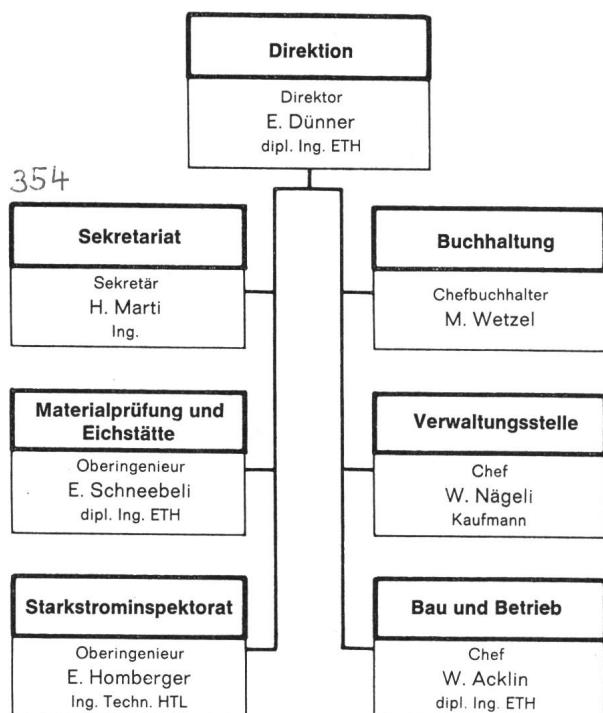 Direktion
Direktor
E. Dünner
dipl. Ing. ETH
354
Sekretariat
Sekretär
H. Marti
Ing.
Buchhaltung
Chefbuchhalter
M. Wetzel
Materialprüfung und
Eichstätte
Oberingenieur
E. Schneebeli
dipl. Ing. ETH
Verwaltungsstelle
Chef
W. Nägeli
Kaufmann
Starkstrominspektorat
Oberingenieur
E. Homberger
Ing. Techn. HTL
Bau und Betrieb
Chef
W. Acklin
dipl. Ing. ETH